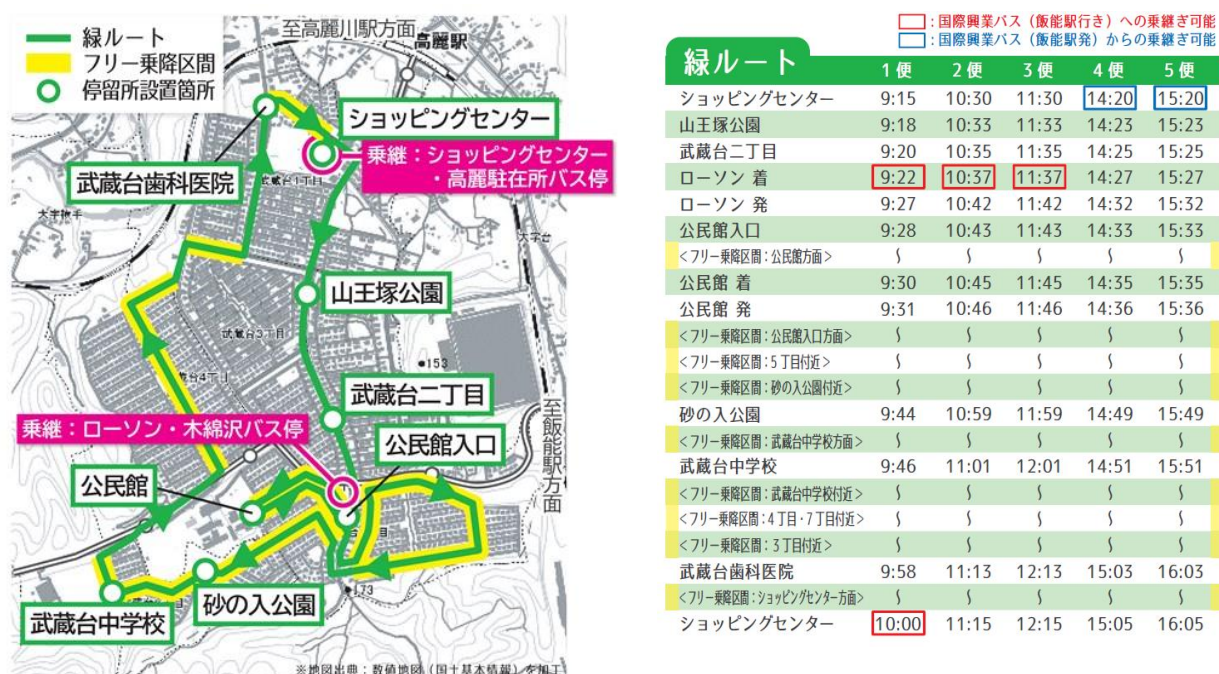 緑ルート
フリー乗降区間
停留所設置箇所
至高麗川駅方面
高麗駅
ショッピングセンター
乗継：ショッピングセンター
・高麗駐在所バス停
武蔵台歯科医院
武蔵台1丁目
大字台
山王塚公園
武蔵台3丁目
•153
台4丁目
武蔵台二丁目
乗継：ローソン・木綿沢バス停
公民館入口
至飯能駅方面
公民館
砂の入公園
•173
武蔵台中学校
※地図出典：数値地図（国土基本情報）を加工
：国際興業バス（飯能駅行き）への乗継ぎ可能
：国際興業バス（飯能駅発）からの乗継ぎ可能
緑ルート 1便 2便 3便 4便 5便
ショッピングセンター 9:15 10:30 11:30 14:20 15:20
山王塚公園 9:18 10:33 11:33 14:23 15:23
武蔵台二丁目 9:20 10:35 11:35 14:25 15:25
ローソン 着 9:22 10:37 11:37 14:27 15:27
ローソン 発 9:27 10:42 11:42 14:32 15:32
公民館入口 9:28 10:43 11:43 14:33 15:33
<フリー乗降区間：公民館方面> ∫ ∫ ∫ ∫ ∫
公民館 着 9:30 10:45 11:45 14:35 15:35
公民館 発 9:31 10:46 11:46 14:36 15:36
<フリー乗降区間：公民館入口方面> ∫ ∫ ∫ ∫ ∫
<フリー乗降区間：5丁目付近> ∫ ∫ ∫ ∫ ∫
<フリー乗降区間：砂の入公園付近> ∫ ∫ ∫ ∫ ∫
砂の入公園 9:44 10:59 11:59 14:49 15:49
<フリー乗降区間：武蔵台中学校方面> ∫ ∫ ∫ ∫ ∫
武蔵台中学校 9:46 11:01 12:01 14:51 15:51
<フリー乗降区間：武蔵台中学校付近> ∫ ∫ ∫ ∫ ∫
<フリー乗降区間：4丁目・7丁目付近> ∫ ∫ ∫ ∫ ∫
<フリー乗降区間：3丁目付近> ∫ ∫ ∫ ∫ ∫
武蔵台歯科医院 9:58 11:13 12:13 15:03 16:03
<フリー乗降区間：ショッピングセンター方面> ∫ ∫ ∫ ∫ ∫
ショッピングセンター 10:00 11:15 12:15 15:05 16:05